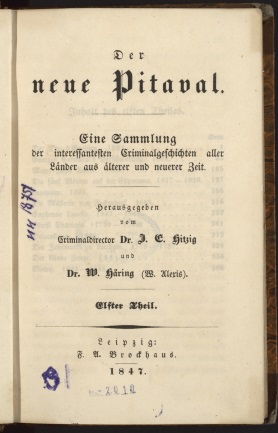 Der
neue Pitaval.
Eine Sammlung
der interessantesten Criminalgeschichten aller
Länder aus älterer und neuerer Zeit.
Herausgegeben
vom
Criminaldirector Dr. J. E. Hitzig
und
Dr. W. Häring (W. Alexis).
Elfter Theil.
Leipzig:
F. A. Brockhaus.
1847.